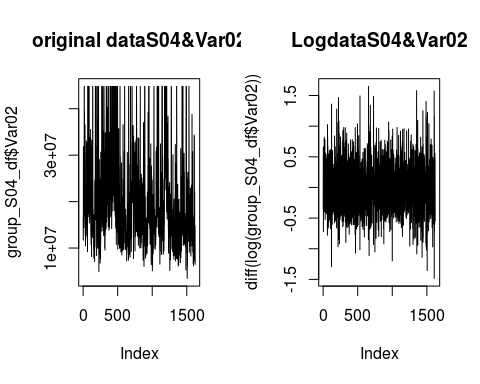 original dataS04&Var02
group_S04_df$Var02
3e+07
1e+07
0
500
1500
Index
LogdataS04&Var02
diff(log(group_S04_df$Var02))
1.5
0.5
-0.5
-1.5
0
500
1500
Index